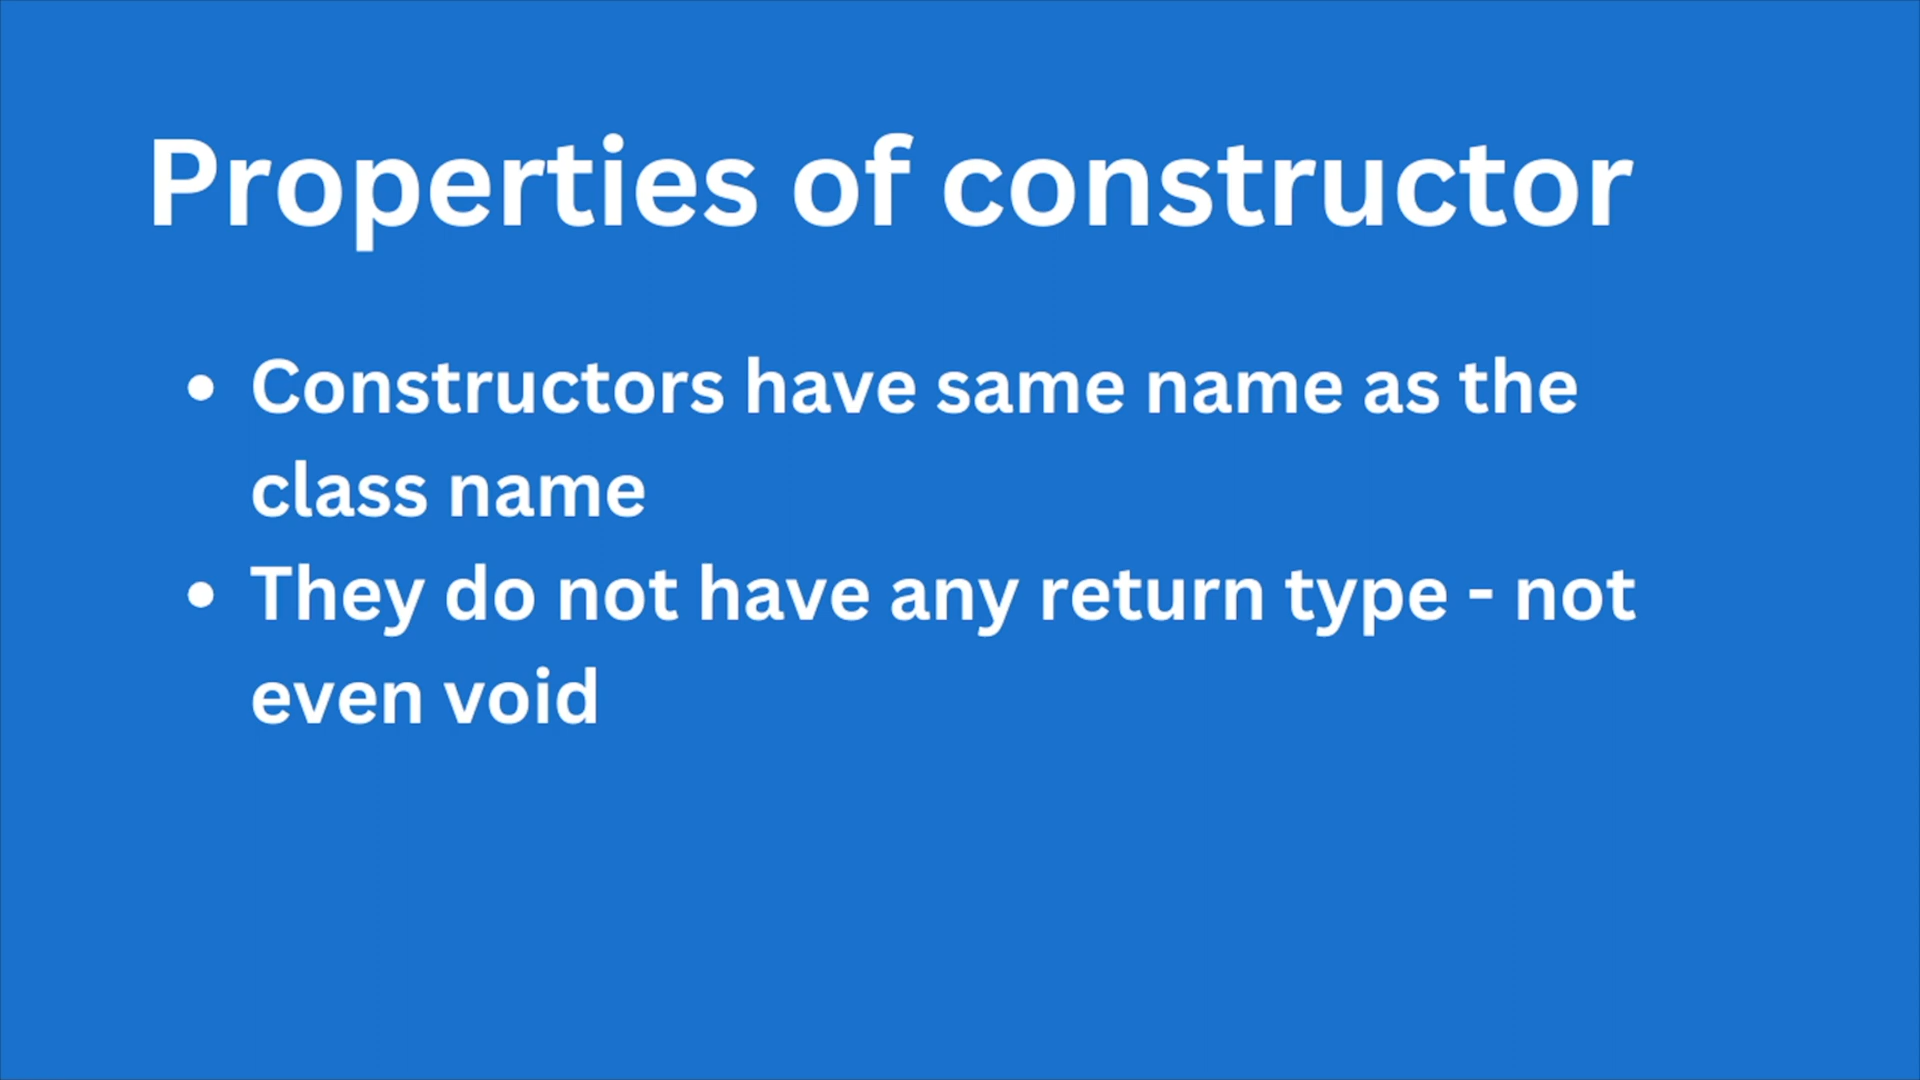 Properties of constructor
• Constructors have same name as the
class name
• They do not have any return type - not
even void